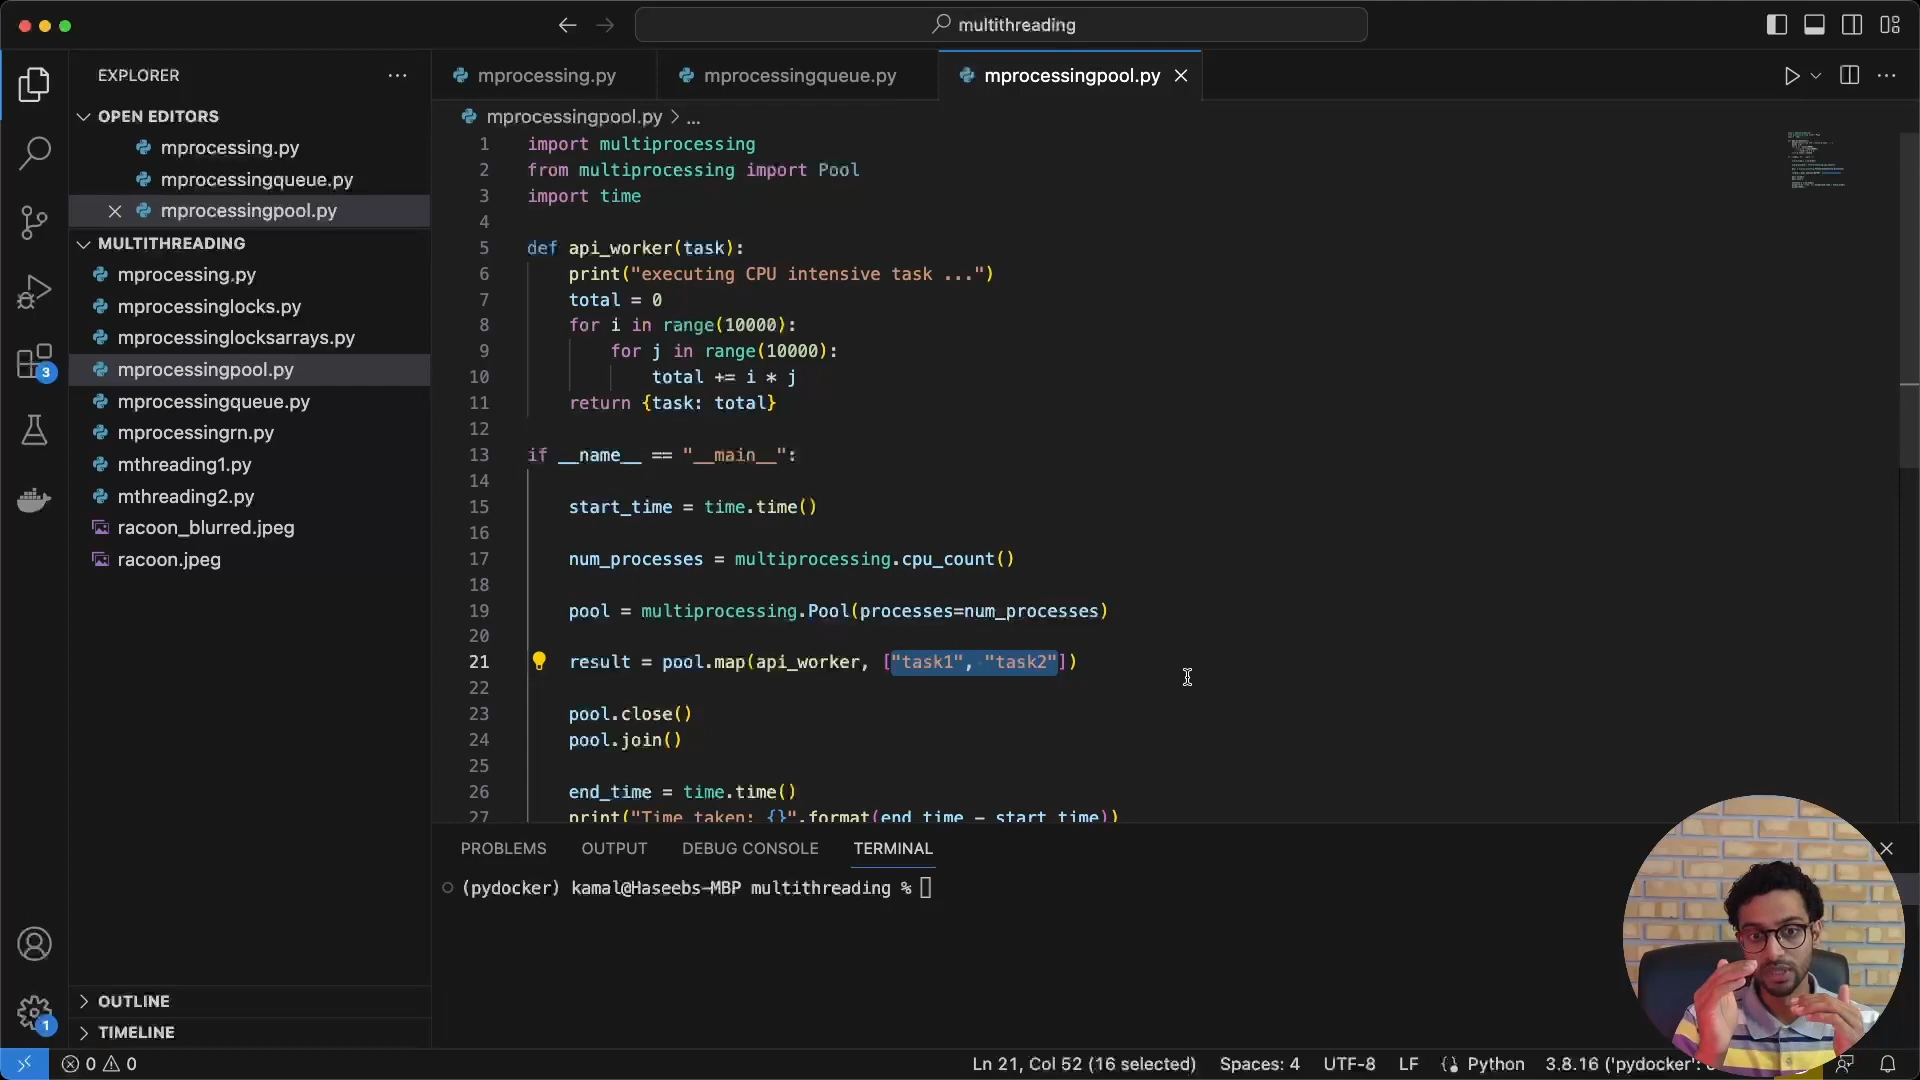 multithreading
EXPLORER
OPEN EDITORS
mprocessing.py
mprocessingqueue.py
mprocessingpool.py
MULTITHREADING
mprocessing.py
mprocessinglocks.py
mprocessinglocksarrays.py
mprocessingpool.py
mprocessingqueue.py
mprocessingrn.py
mthreading1.py
mthreading2.py
racoon_blurred.jpeg
racoon.jpeg
OUTLINE
TIMELINE
3
1
mprocessing.py mprocessingqueue.py mprocessingpool.py
mprocessingpool.py > ...
1 import multiprocessing
2 from multiprocessing import Pool
3 import time
4
5 def api_worker(task):
6 print("executing CPU intensive task ...")
7 total = 0
8 for i in range(10000):
9 for j in range(10000):
10 total += i * j
11 return {task: total}
12
13 if __name__ == "__main__":
14
15 start_time = time.time()
16
17 num_processes = multiprocessing.cpu_count()
18
19 pool = multiprocessing.Pool(processes=num_processes)
20
21 result = pool.map(api_worker, ["task1", "task2"])
22
23 pool.close()
24 pool.join()
25
26 end_time = time.time()
27 print("Time taken: {}".format(end_time - start_time))
PROBLEMS OUTPUT DEBUG CONSOLE TERMINAL
(pydocker) kamal@Haseebs-MBP multithreading %
0 0 Ln 21, Col 52 (16 selected) Spaces: 4 UTF-8 LF Python 3.8.16 ('pydocker':